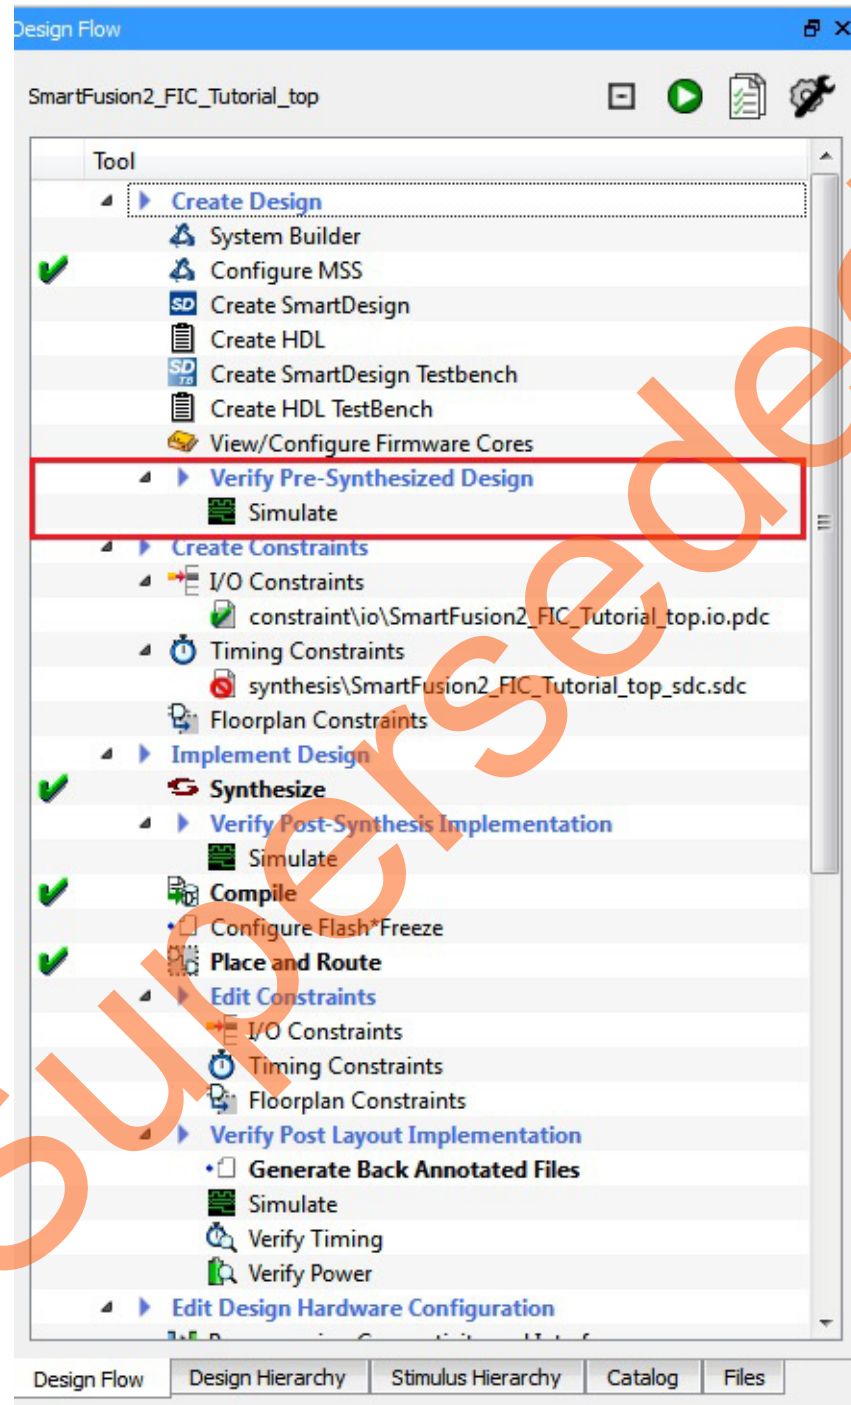 Design Flow
SmartFusion2_FIC_Tutorial_top
Tool
Create Design
System Builder
Configure MSS
SD Create SmartDesign
Create HDL
SD TB Create SmartDesign Testbench
Create HDL TestBench
View/Configure Firmware Cores
Verify Pre-Synthesized Design
Simulate
Create Constraints
I/O Constraints
constraint\io\SmartFusion2_FIC_Tutorial_top.io.pdc
Timing Constraints
synthesis\SmartFusion2_FIC_Tutorial_top_sdc.sdc
Floorplan Constraints
Implement Design
Synthesize
Verify Post-Synthesis Implementation
Simulate
Compile
Configure Flash*Freeze
Place and Route
Edit Constraints
I/O Constraints
Timing Constraints
Floorplan Constraints
Verify Post Layout Implementation
Generate Back Annotated Files
Simulate
Verify Timing
Verify Power
Edit Design Hardware Configuration
Design Flow Design Hierarchy Stimulus Hierarchy Catalog Files
Supersede